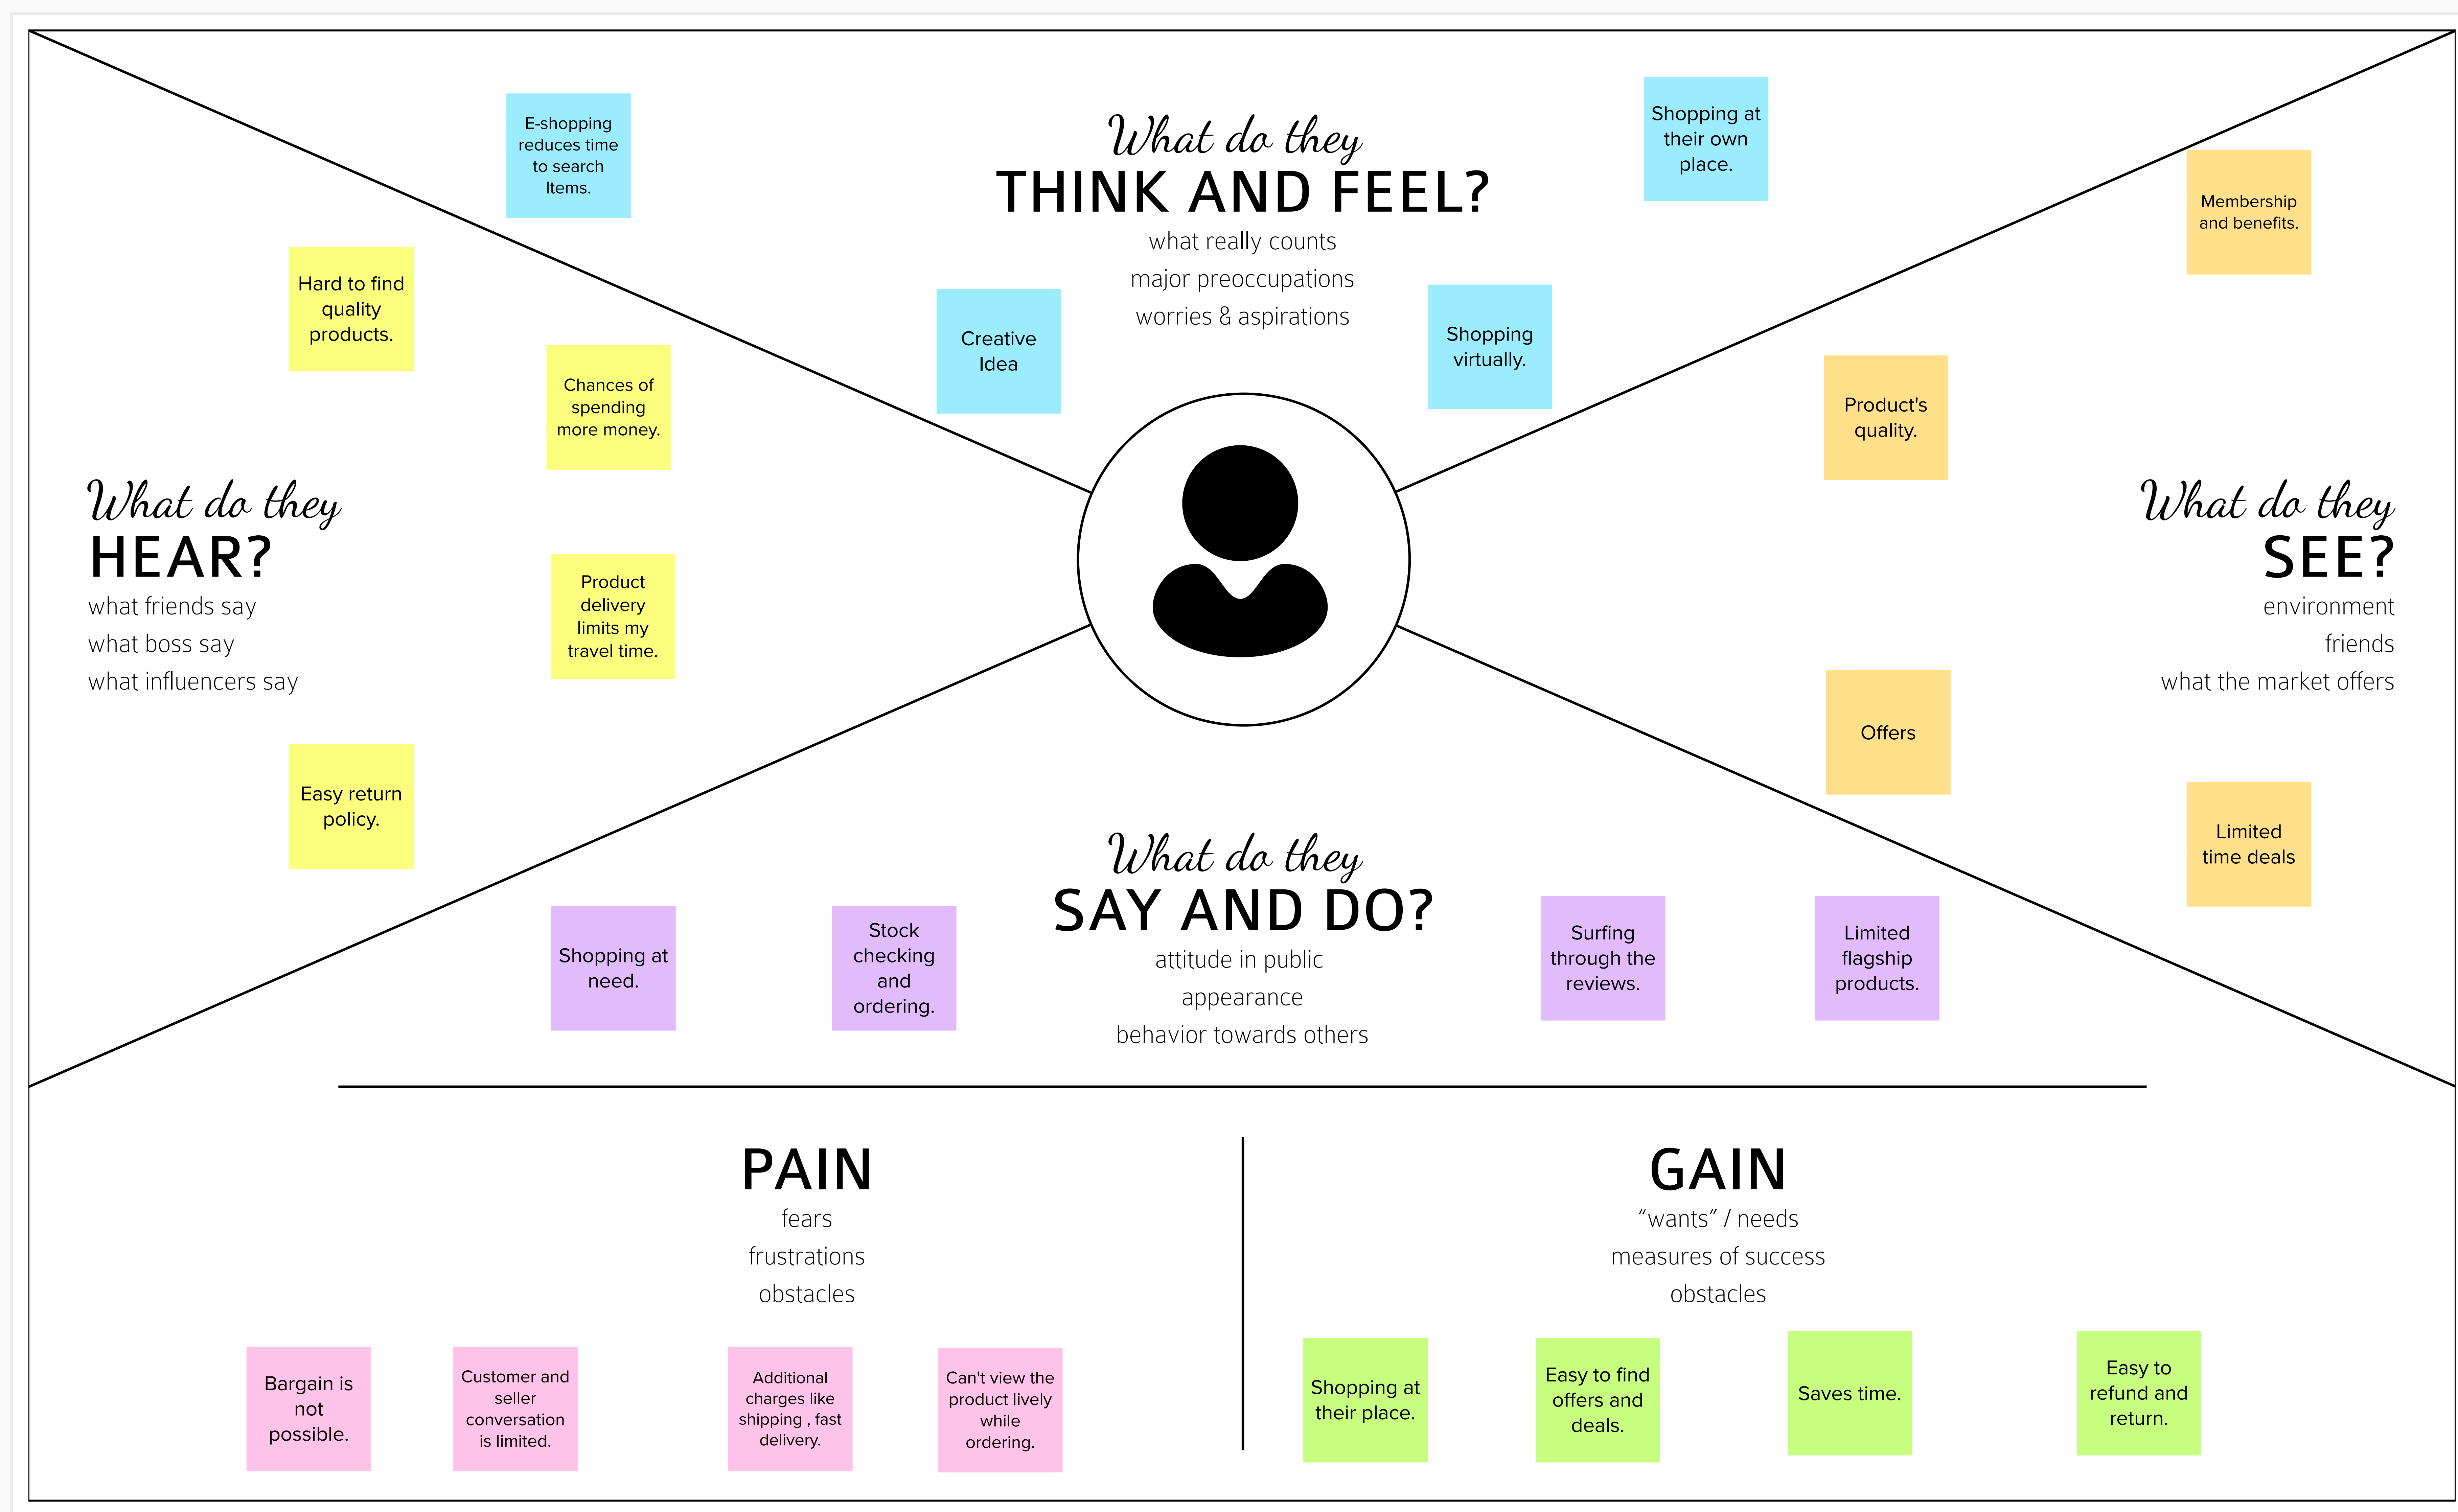 What do they
THINK AND FEEL?
what really counts
major preoccupations
worries & aspirations
E-shopping
reduces time
to search
Items.
Creative
Idea
Shopping
virtually.
Shopping at
their own
place.
What do they
HEAR?
what friends say
what boss say
what influencers say
Hard to find
quality
products.
Chances of
spending
more money.
Product
delivery
limits my
travel time.
Easy return
policy.
What do they
SEE?
environment
friends
what the market offers
Membership
and benefits.
Product's
quality.
Offers
Limited
time deals
What do they
SAY AND DO?
attitude in public
appearance
behavior towards others
Shopping at
need.
Stock
checking
and
ordering.
Surfing
through the
reviews.
Limited
flagship
products.
PAIN
fears
frustrations
obstacles
Bargain is
not
possible.
Customer and
seller
conversation
is limited.
Additional
charges like
shipping , fast
delivery.
Can't view the
product lively
while
ordering.
GAIN
“wants” / needs
measures of success
obstacles
Shopping at
their place.
Easy to find
offers and
deals.
Saves time.
Easy to
refund and
return.